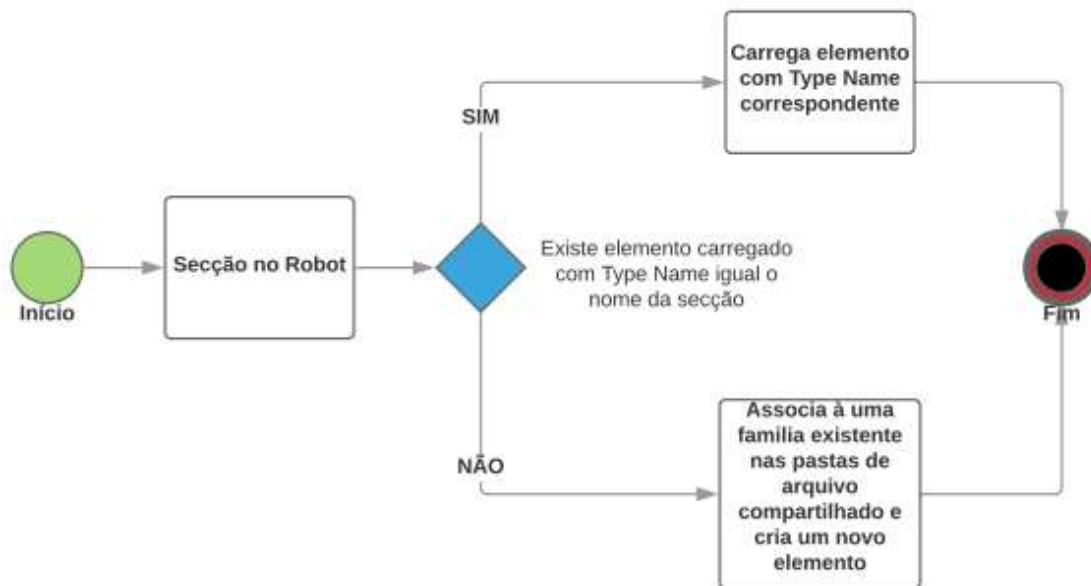 Carrega elemento
com Type Name
correspondente
SIM
Secção no Robot
Existe elemento carregado
com Type Name igual o
nome da secção
Início
Fim
NÃO
Associa à uma
familia existente
nas pastas de
arquivo
compartilhado e
cria um novo
elemento